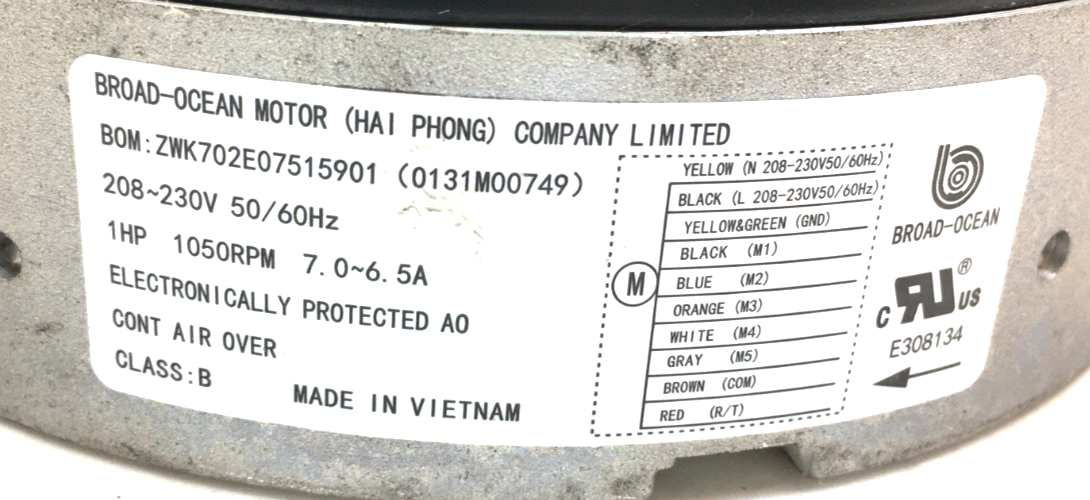 BROAD-OCEAN MOTOR (HAI PHONG) COMPANY LIMITED
BOM:ZWK702E07515901 (0131M00749)
208~230V 50/60Hz
1HP 1050RPM 7.0~6.5A
ELECTRONICALLY PROTECTED AO
CONT AIR OVER
CLASS:B
MADE IN VIETNAM
M
YELLOW (N 208-230V50/60Hz)
BLACK (L 208-230V50/60Hz)
YELLOW&GREEN (GND)
BLACK (M1)
BLUE (M2)
ORANGE (M3)
WHITE (M4)
GRAY (M5)
BROWN (COM)
RED (R/T)
BROAD-OCEAN
C RU US ®
E308134